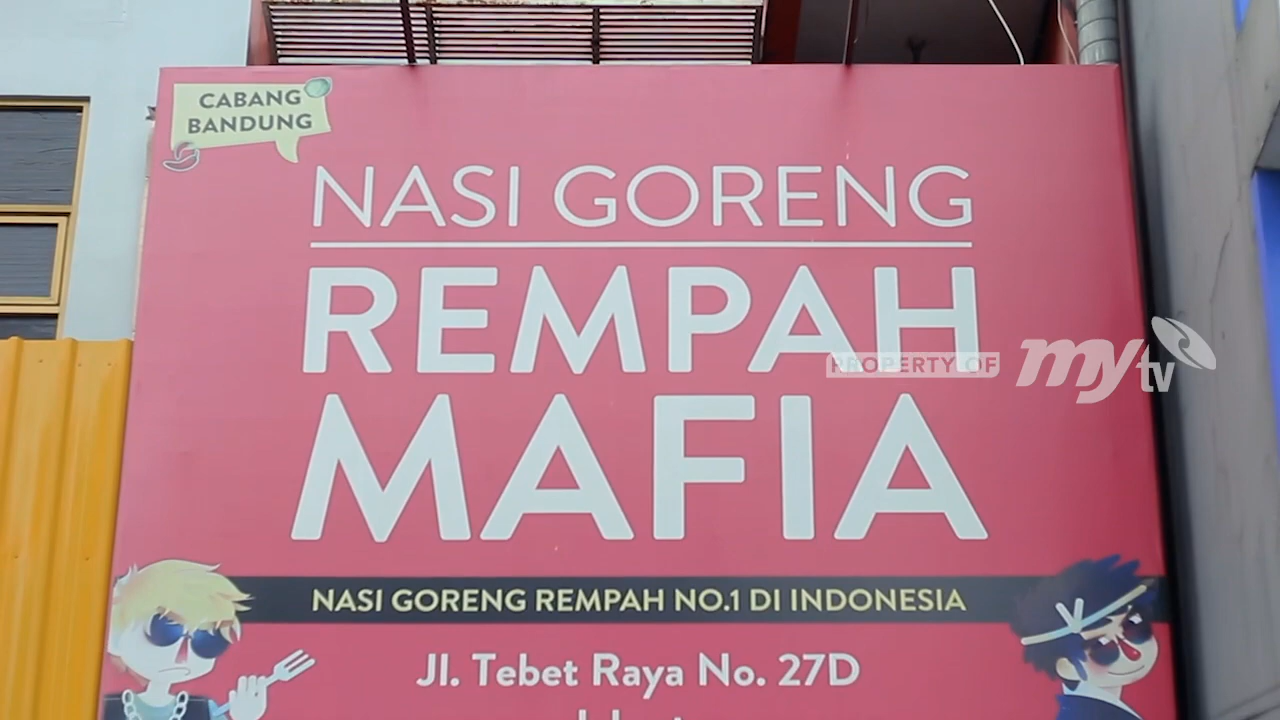 CABANG
BANDUNG
NASI GORENG
REMPAH
MAFIA
PROPERTY OF mytv
NASI GORENG REMPAH NO.1 DI INDONESIA
Jl. Tebet Raya No. 27D